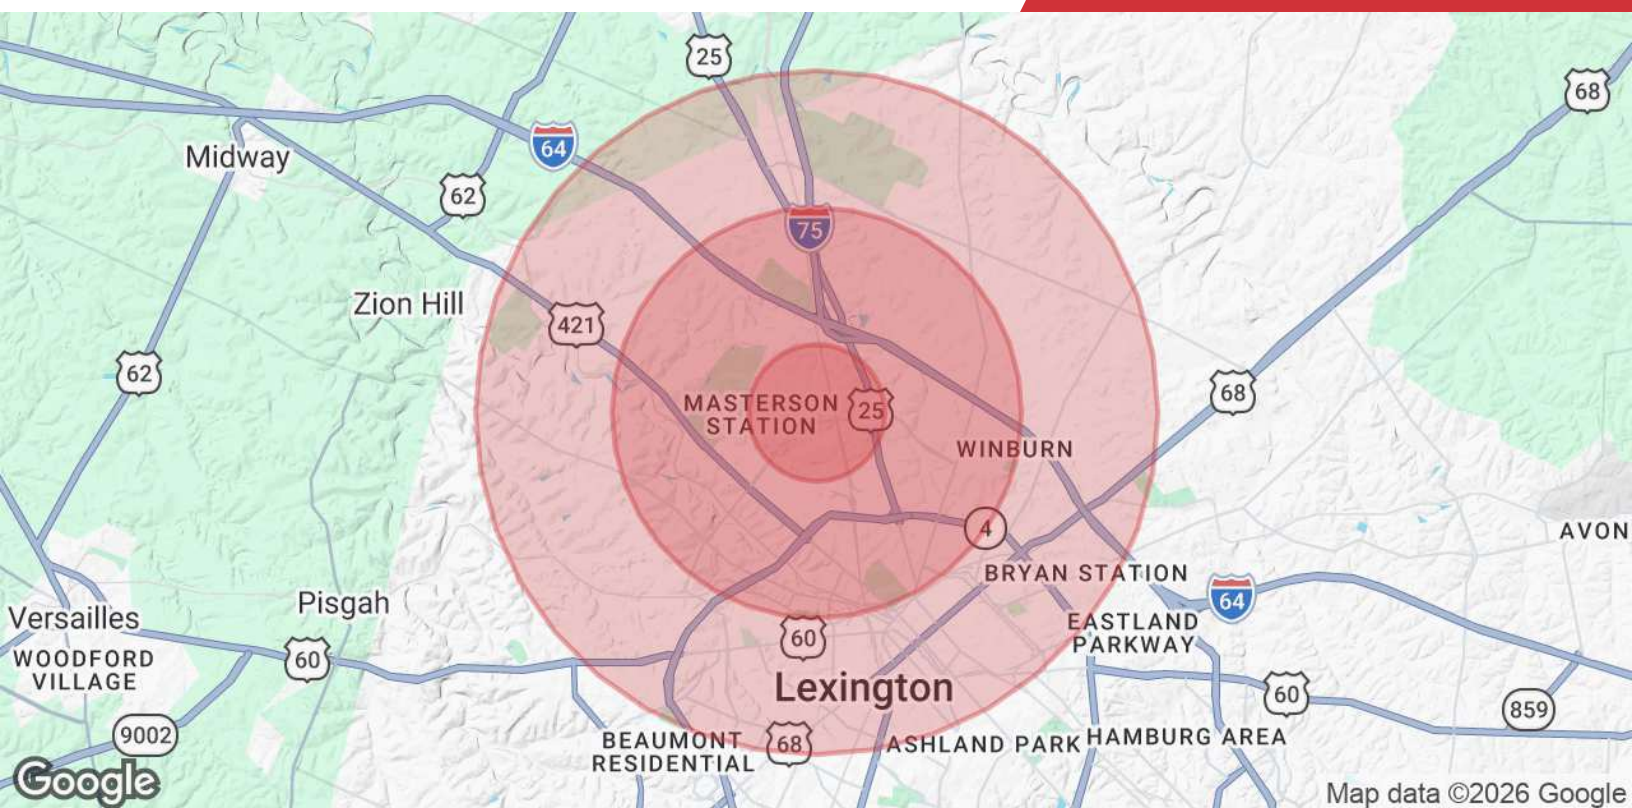 25
68
64
Midway
62
75
Zion Hill
421
62
68
MASTERSON
STATION
25
WINBURN
4
AVON
BRYAN STATION
64
Pisgah
Versailles
EASTLAND
PARKWAY
60
WOODFORD
VILLAGE
60
Lexington
60
859
9002
BEAUMONT
RESIDENTIAL
68
ASHLAND PARK
HAMBURG AREA
Google
Map data ©2026 Google